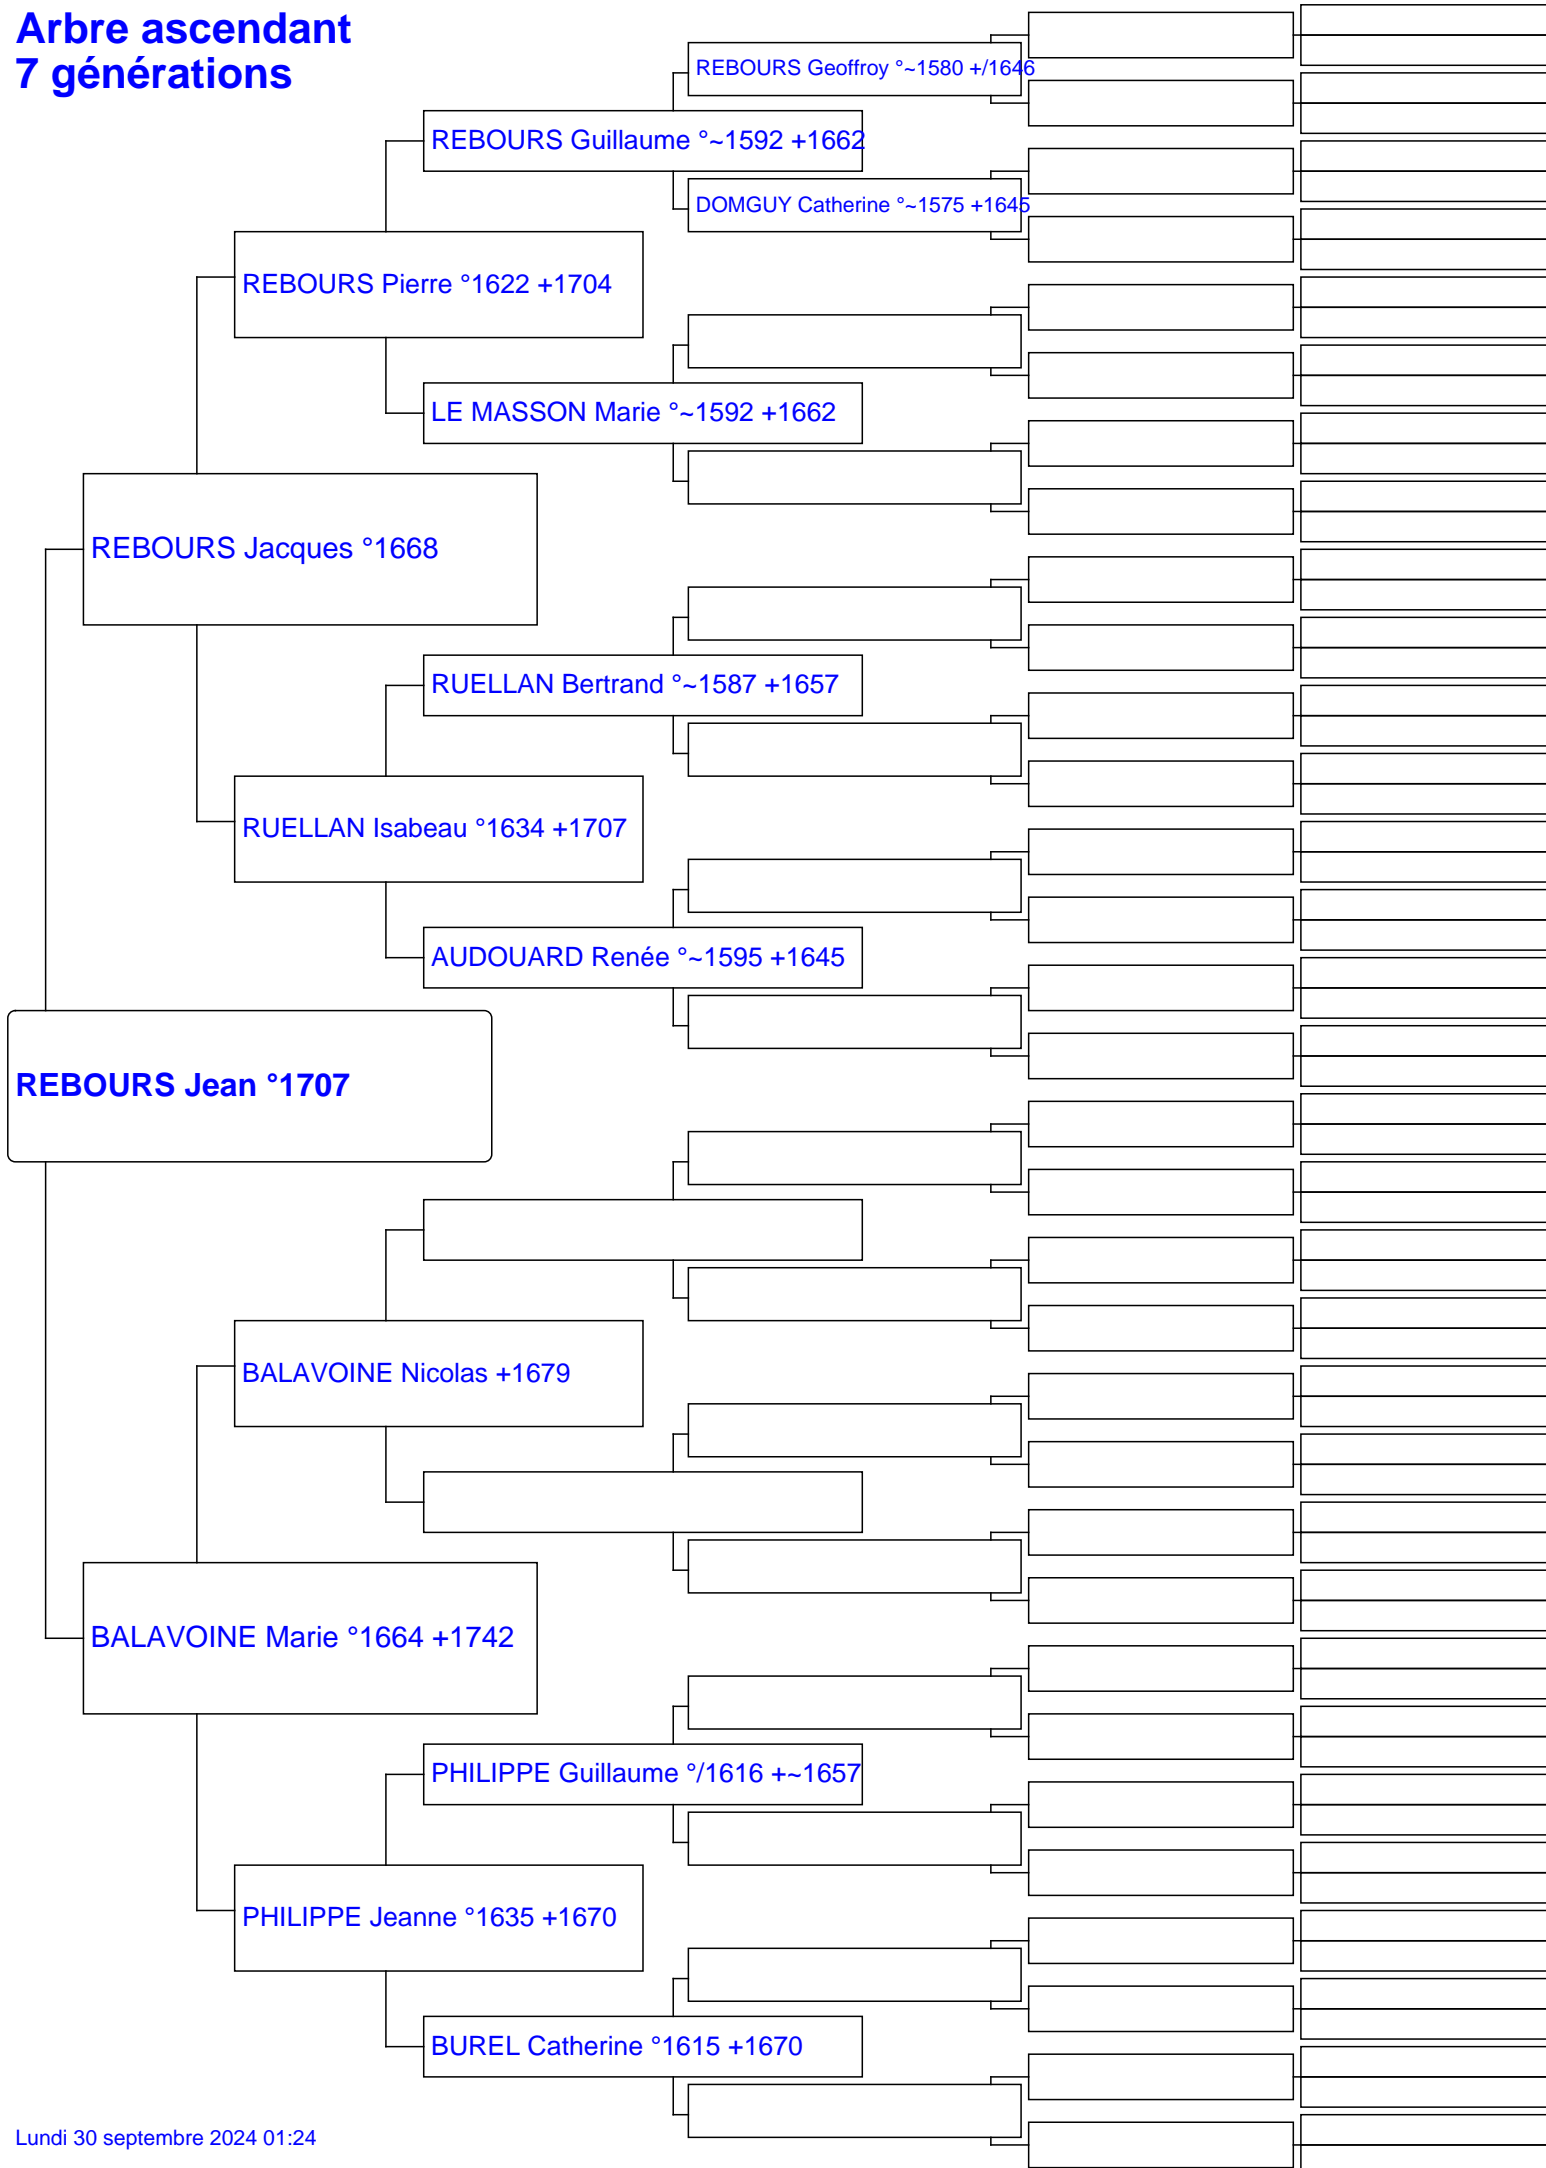 Arbre ascendant
7 générations
REBOURS Geoffroy °~1580 +/1646
REBOURS Guillaume °~1592 +1662
DOMGUY Catherine °~1575 +1645
REBOURS Pierre °1622 +1704
LE MASSON Marie °~1592 +1662
REBOURS Jacques °1668
RUELLAN Bertrand °~1587 +1657
RUELLAN Isabeau °1634 +1707
AUDOUARD Renée °~1595 +1645
REBOURS Jean °1707
BALAVOINE Nicolas +1679
BALAVOINE Marie °1664 +1742
PHILIPPE Guillaume °/1616 +~1657
PHILIPPE Jeanne °1635 +1670
BUREL Catherine °1615 +1670
Lundi 30 septembre 2024 01:24